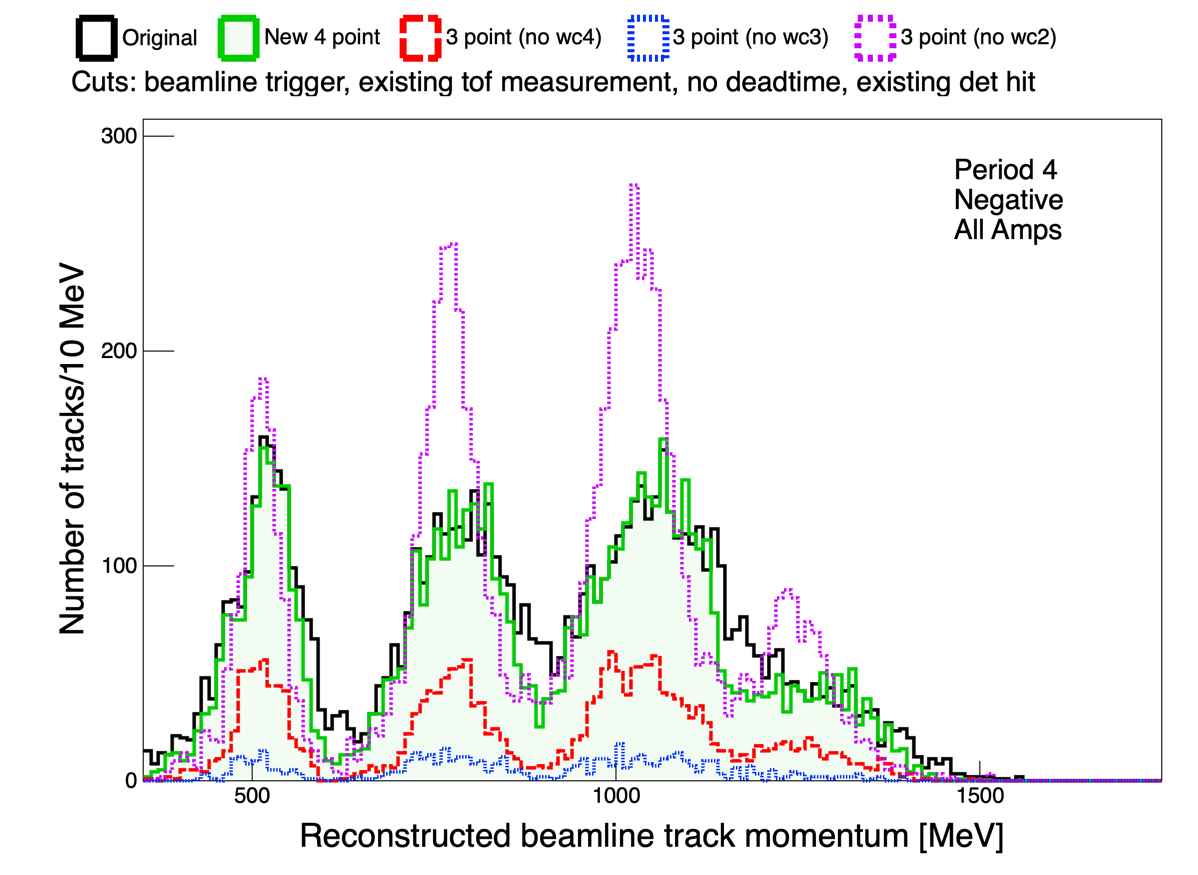 Original New 4 point 3 point (no wc4) 3 point (no wc3) 3 point (no wc2)
Cuts: beamline trigger, existing tof measurement, no deadtime, existing det hit
300
Period 4
Negative
All Amps
200
100
0
500 1000 1500
Number of tracks/10 MeV
Reconstructed beamline track momentum [MeV]